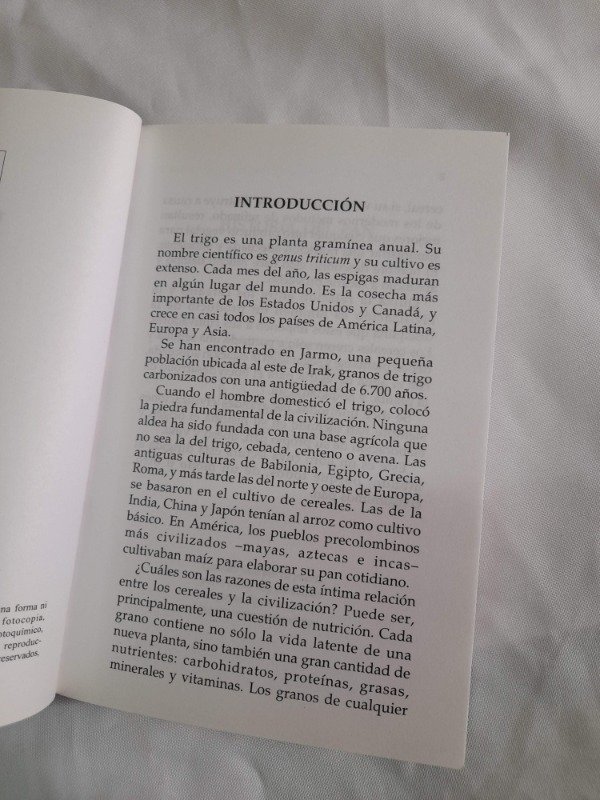 na forma ni
fotocopia,
otoquímico,
reproduc-
reservados.
INTRODUCCIÓN
El trigo es una planta gramínea anual. Su
nombre científico es genus triticum y su cultivo es
extenso. Cada mes del año, las espigas maduran
en algún lugar del mundo. Es la cosecha más
importante de los Estados Unidos y Canadá, y
crece en casi todos los países de América Latina,
Europa y Asia.
Se han encontrado en Jarmo, una pequeña
población ubicada al este de Irak, granos de trigo
carbonizados con una antigüedad de 6.700 años.
Cuando el hombre domesticó el trigo, colocó
la piedra fundamental de la civilización. Ninguna
aldea ha sido fundada con una base agrícola que
no sea la del trigo, cebada, centeno o avena. Las
antiguas culturas de Babilonia, Egipto, Grecia,
Roma, y más tarde las del norte y oeste de Europa,
se basaron en el cultivo de cereales. Las de la
India, China y Japón tenían al arroz como cultivo
básico. En América, los pueblos precolombinos
más civilizados –mayas, aztecas e incas–
cultivaban maíz para elaborar su pan cotidiano.
¿Cuáles son las razones de esta íntima relación
entre los cereales y la civilización? Puede ser,
principalmente, una cuestión de nutrición. Cada
grano contiene no sólo la vida latente de una
nueva planta, sino también una gran cantidad de
nutrientes: carbohidratos, proteínas, grasas,
minerales y vitaminas. Los granos de cualquier